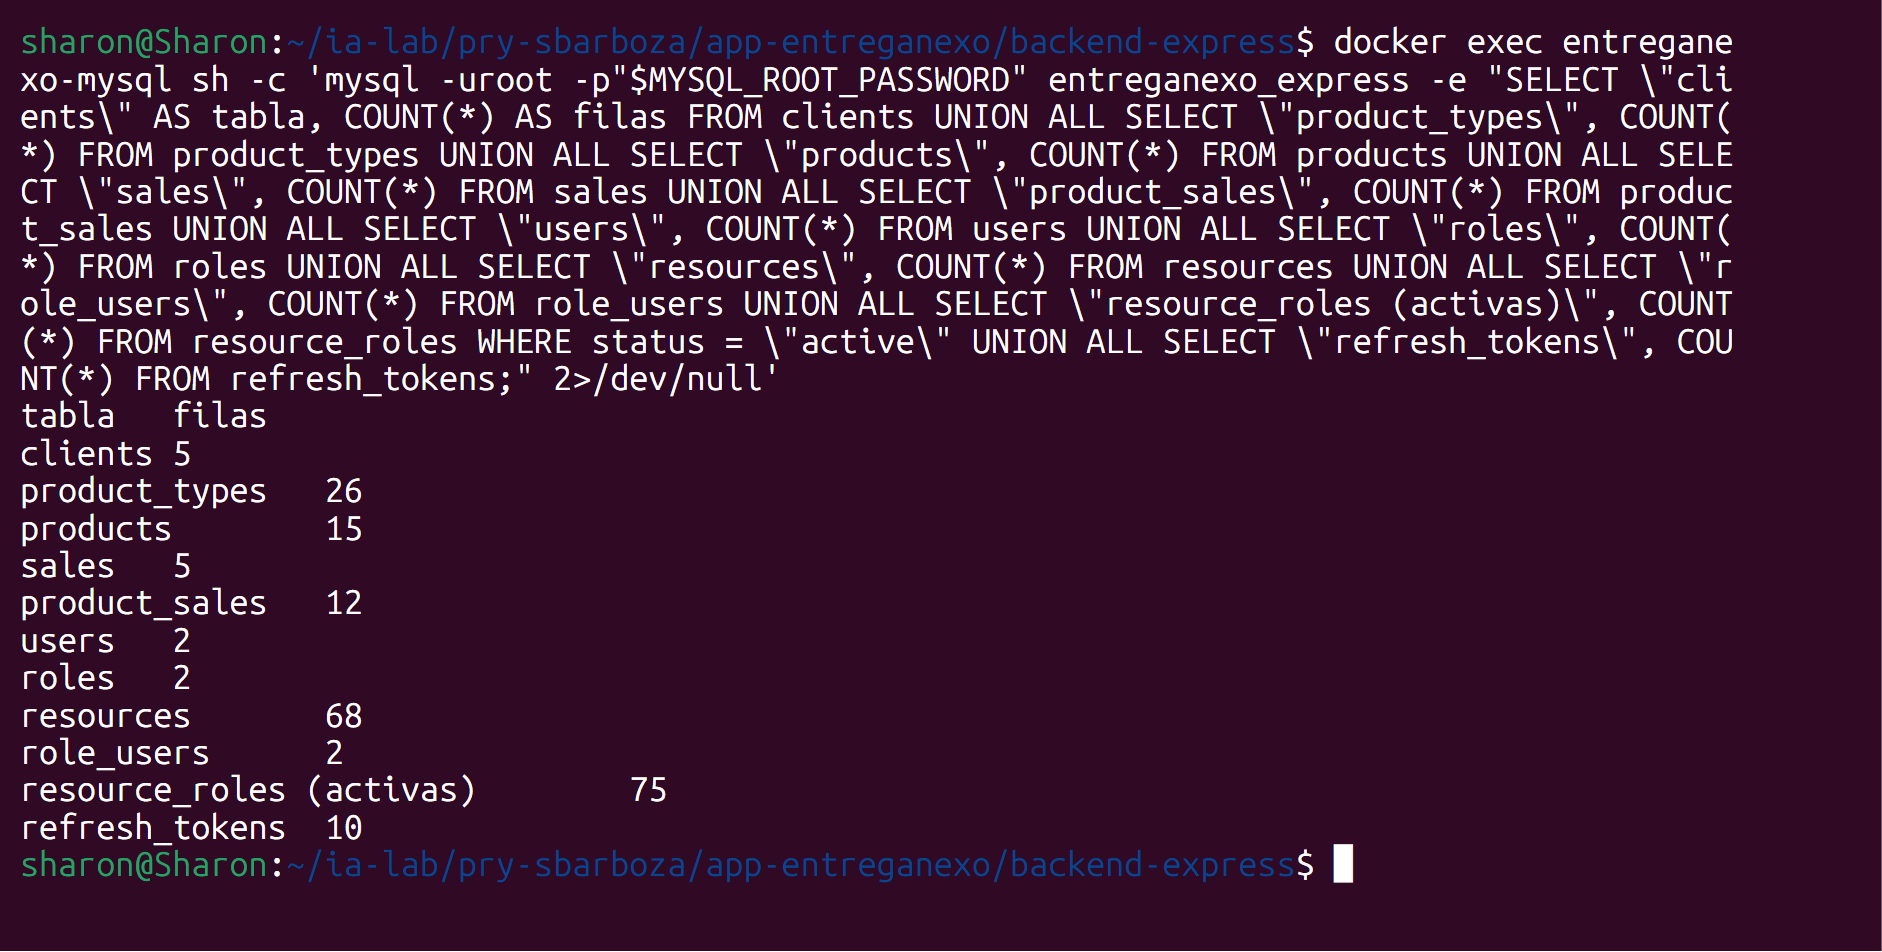 sharon@Sharon:~/ia-lab/pry-sbarboza/app-entreganexo/backend-express$ docker exec entregane
xo-mysql sh -c 'mysql -uroot -p"$MYSQL_ROOT_PASSWORD" entreganexo_express -e "SELECT \"cli
ents\" AS tabla, COUNT(*) AS filas FROM clients UNION ALL SELECT \"product_types\", COUNT(
*) FROM product_types UNION ALL SELECT \"products\", COUNT(*) FROM products UNION ALL SELE
CT \"sales\", COUNT(*) FROM sales UNION ALL SELECT \"product_sales\", COUNT(*) FROM produc
t_sales UNION ALL SELECT \"users\", COUNT(*) FROM users UNION ALL SELECT \"roles\", COUNT(
*) FROM roles UNION ALL SELECT \"resources\", COUNT(*) FROM resources UNION ALL SELECT \"r
ole_users\", COUNT(*) FROM role_users UNION ALL SELECT \"resource_roles (activas)\", COUNT
(*) FROM resource_roles WHERE status = \"active\" UNION ALL SELECT \"refresh_tokens\", COU
NT(*) FROM refresh_tokens;" 2>/dev/null'
tabla	filas
clients	5
product_types	26
products	15
sales	5
product_sales	12
users	2
roles	2
resources	68
role_users	2
resource_roles (activas)	75
refresh_tokens	10
sharon@Sharon:~/ia-lab/pry-sbarboza/app-entreganexo/backend-express$